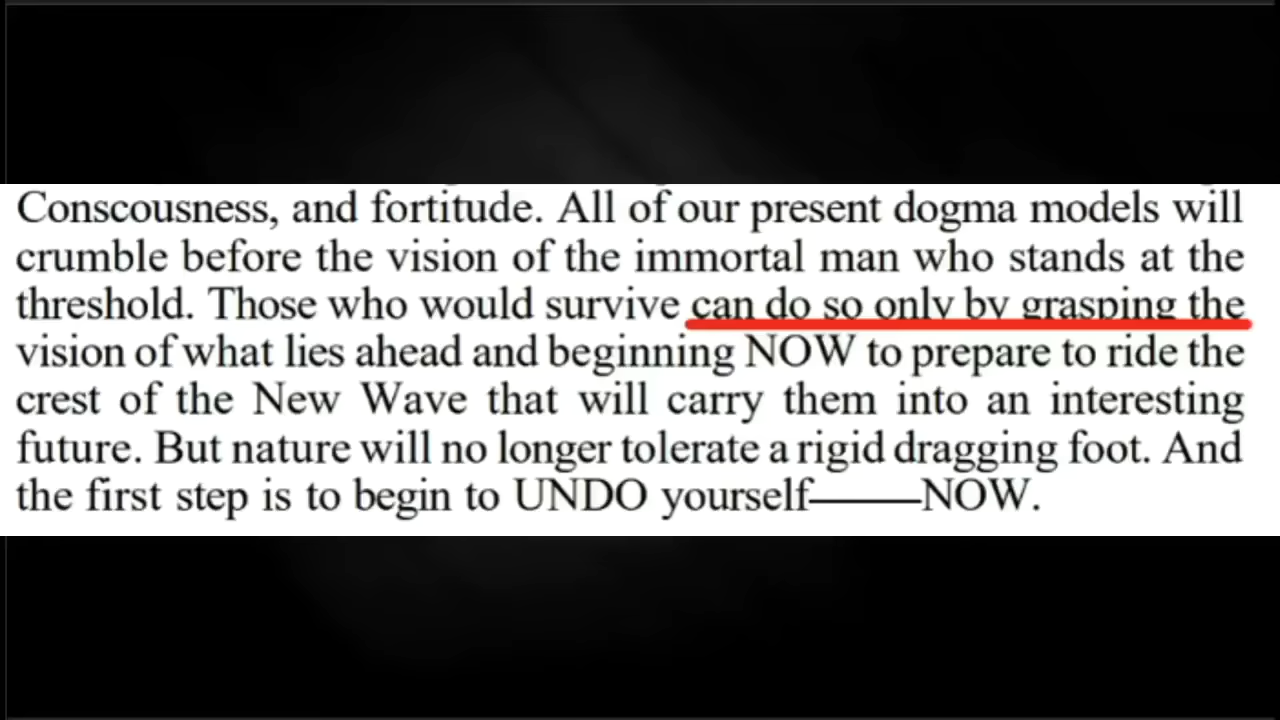 Conscousness, and fortitude. All of our present dogma models will
crumble before the vision of the immortal man who stands at the
threshold. Those who would survive can do so only by grasping the
vision of what lies ahead and beginning NOW to prepare to ride the
crest of the New Wave that will carry them into an interesting
future. But nature will no longer tolerate a rigid dragging foot. And
the first step is to begin to UNDO yourself——NOW.